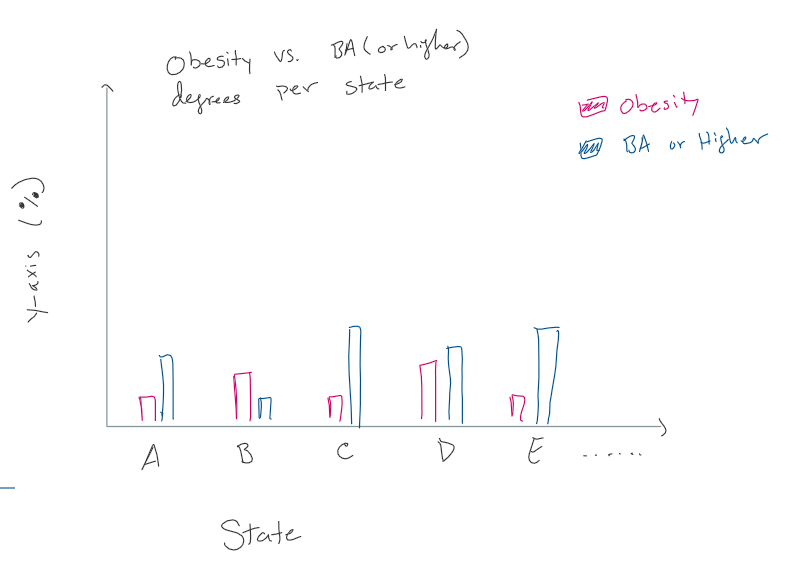 Obesity vs. BA (or higher)
degrees per state
Obesity
BA or Higher
y-axis (%)
A B C D E ......
State